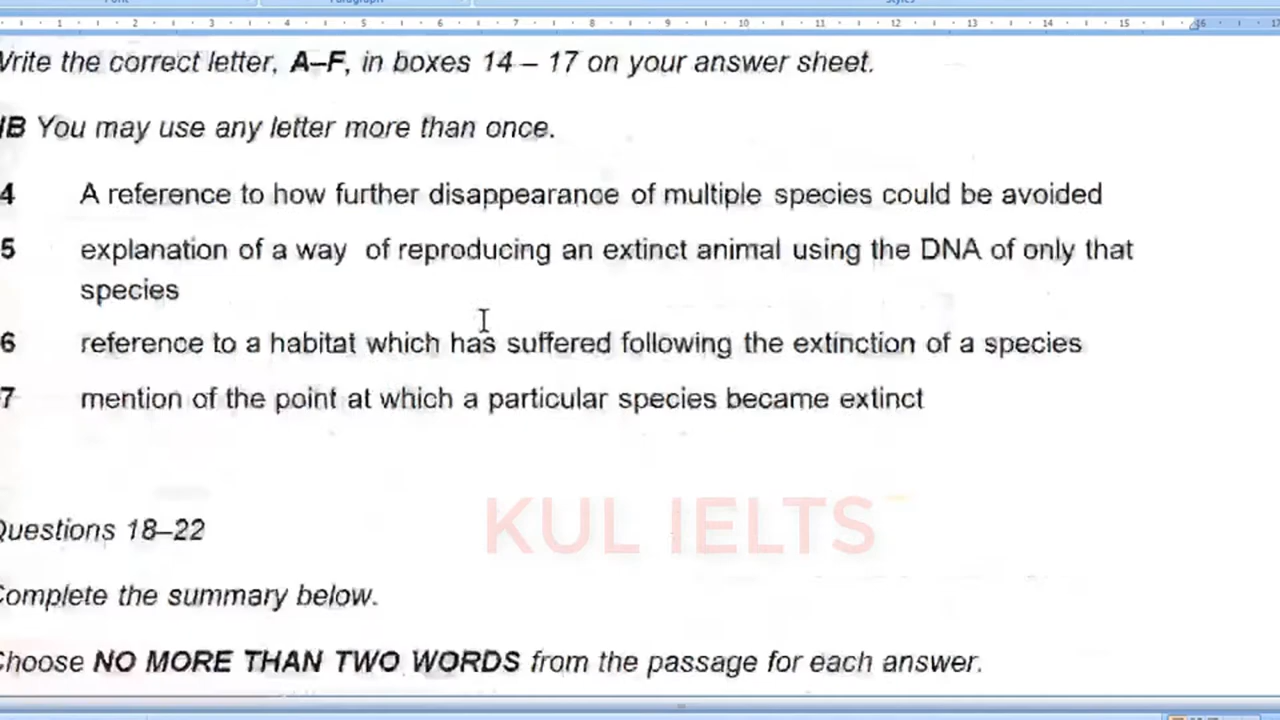 Write the correct letter, A–F, in boxes 14 – 17 on your answer sheet.
NB You may use any letter more than once.
4 A reference to how further disappearance of multiple species could be avoided
5 explanation of a way of reproducing an extinct animal using the DNA of only that
species
6 reference to a habitat which has suffered following the extinction of a species
7 mention of the point at which a particular species became extinct
KUL IELTS
Questions 18–22
Complete the summary below.
Choose NO MORE THAN TWO WORDS from the passage for each answer.